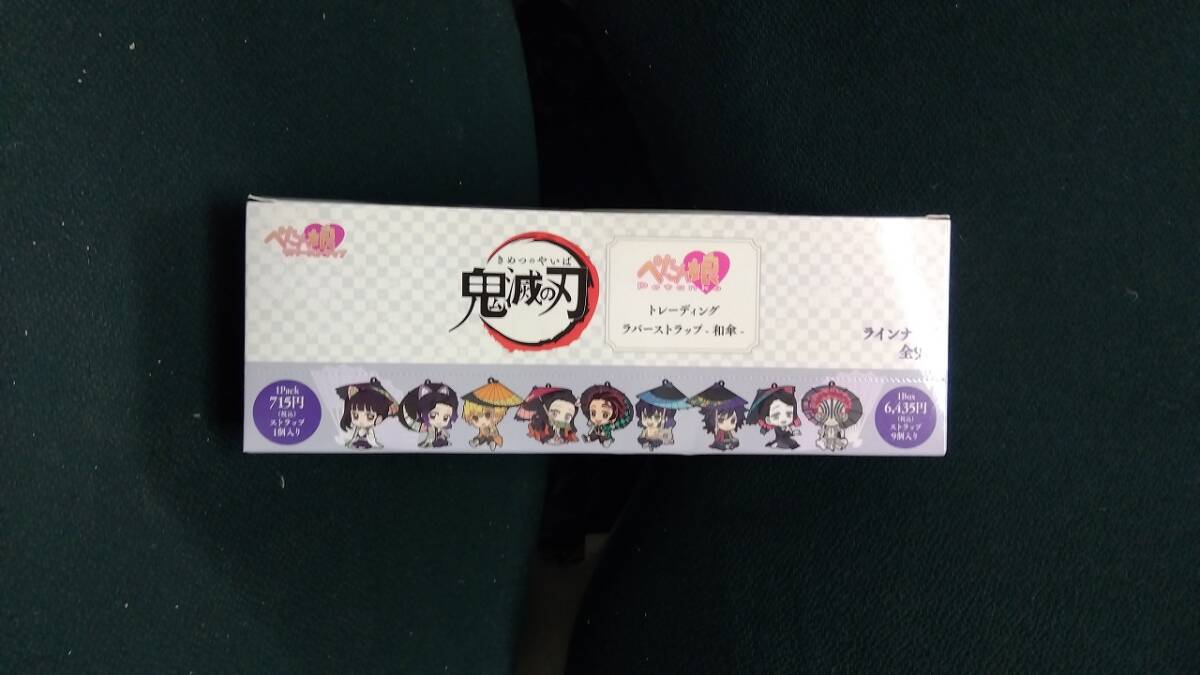 ぺたん娘
きめつのやいば
鬼滅の刃
ぺたん娘
Petanko
トレーディング
ラバーストラップ - 和傘 -
ラインナ
全9
1Pack
715円
(税込)
ストラップ
1個入り
1Box
6,435円
(税込)
ストラップ
9個入り